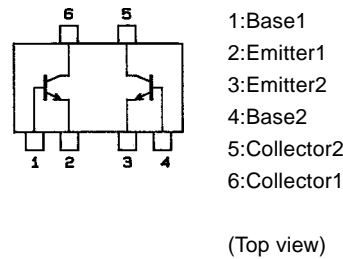 6 5
1 2 3 4
1:Base1
2:Emitter1
3:Emitter2
4:Base2
5:Collector2
6:Collector1
(Top view)